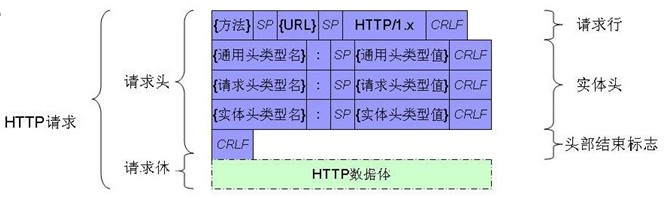 {方法} SP {URL} SP HTTP/1.x CRLF 请求行
{通用头类型名} : SP {通用头类型值} CRLF
请求头 {请求头类型名} : SP {请求头类型值} CRLF 实体头
{实体头类型名} : SP {实体头类型值} CRLF
HTTP请求
CRLF 头部结束标志
请求休 HTTP数据体